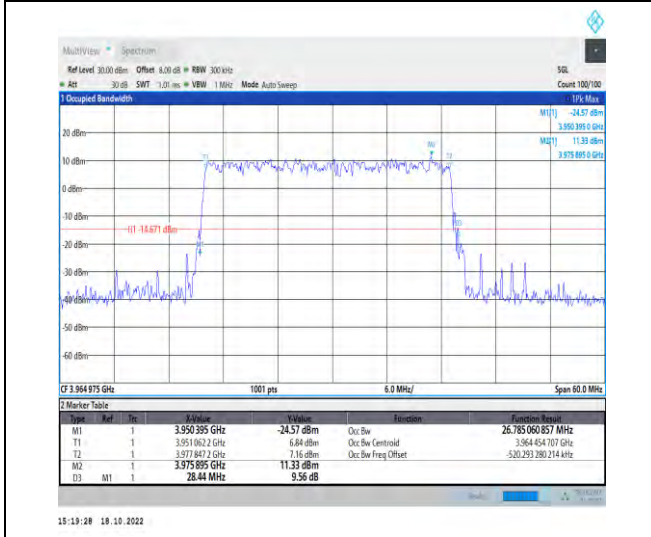 MultiView Spectrum
Ref Level 30.00 dBm Offset 8.00 dB RBW 300 kHz SGL
Att 30 dB SWT 1.01 ms VBW 1 MHz Mode Auto Sweep Count 100/100
1 Occupied Bandwidth 1Pk Max
M1[1] -24.57 dBm
3.950 395 0 GHz
M2[1] 11.33 dBm
3.975 895 0 GHz
20 dBm
M2
T1 T2
10 dBm
0 dBm
-10 dBm
D3
H1 -14.671 dBm
-20 dBm
-30 dBm
-40 dBm
-50 dBm
-60 dBm
CF 3.964 975 GHz 1001 pts 6.0 MHz/ Span 60.0 MHz
2 Marker Table
Type Ref Trc X-Value Y-Value Function Function Result
M1 1 3.950 395 GHz -24.57 dBm Occ Bw 26.785 060 857 MHz
T1 1 3.951 062 2 GHz 6.84 dBm Occ Bw Centroid 3.964 454 707 GHz
T2 1 3.977 847 2 GHz 7.16 dBm Occ Bw Freq Offset -520.293 280 214 kHz
M2 1 3.975 895 GHz 11.33 dBm
D3 M1 1 28.44 MHz 9.56 dB
15:19:28 18.10.2022